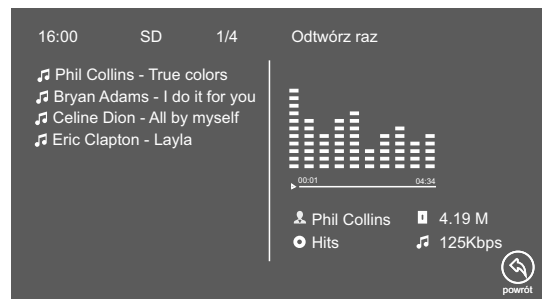 16:00 SD 1/4 Odtwórz raz
Phil Collins - True colors
Bryan Adams - I do it for you
Celine Dion - All by myself
Eric Clapton - Layla
00:01 04:34
Phil Collins 4.19 M
Hits 125Kbps
powrót